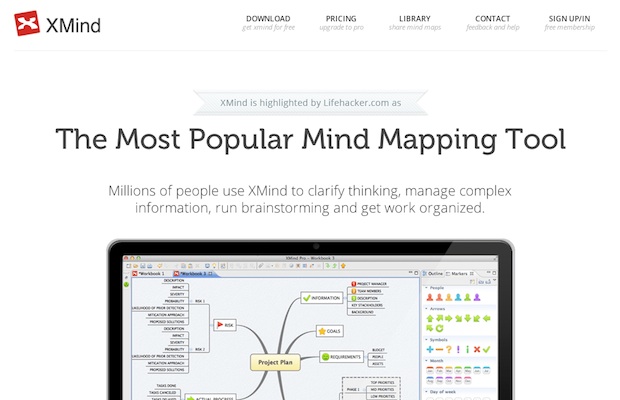 XMind
DOWNLOAD
get xmind for free
PRICING
upgrade to pro
LIBRARY
share mind maps
CONTACT
feedback and help
SIGN UP/IN
free membership
XMind is highlighted by Lifehacker.com as
The Most Popular Mind Mapping Tool
Millions of people use XMind to clarify thinking, manage complex
information, run brainstorming and get work organized.
XMind Pro - Workbook 3
*Workbook 1
*Workbook 3
DESCRIPTION
IMPACT
SEVERITY
PROBABILITY
LIKELIHOOD OF PRIOR DETECTION
MITIGATION APPROACH
PROPOSED SOLUTIONS
RISK 1
DESCRIPTION
IMPACT
SEVERITY
PROBABILITY
LIKELIHOOD OF PRIOR DETECTION
MITIGATION APPROACH
PROPOSED SOLUTIONS
RISK 2
RISK
TASKS DONE
TASKS CANCELED
ACTUAL PROGRESS
Project Plan
INFORMATION
PROJECT MANAGER
TEAM MEMBERS
DESCRIPTION
KEY STACKHOLDERS
BACKGROUND
GOALS
REQUIREMENTS
BUDGET
PEOPLE
ASSETS
PHASE 1
TOP PRIORITIES
MID PRIORITIES
LOW PRIORITIES
Outline
Markers
People
Arrows
Symbols
Month
Day of week